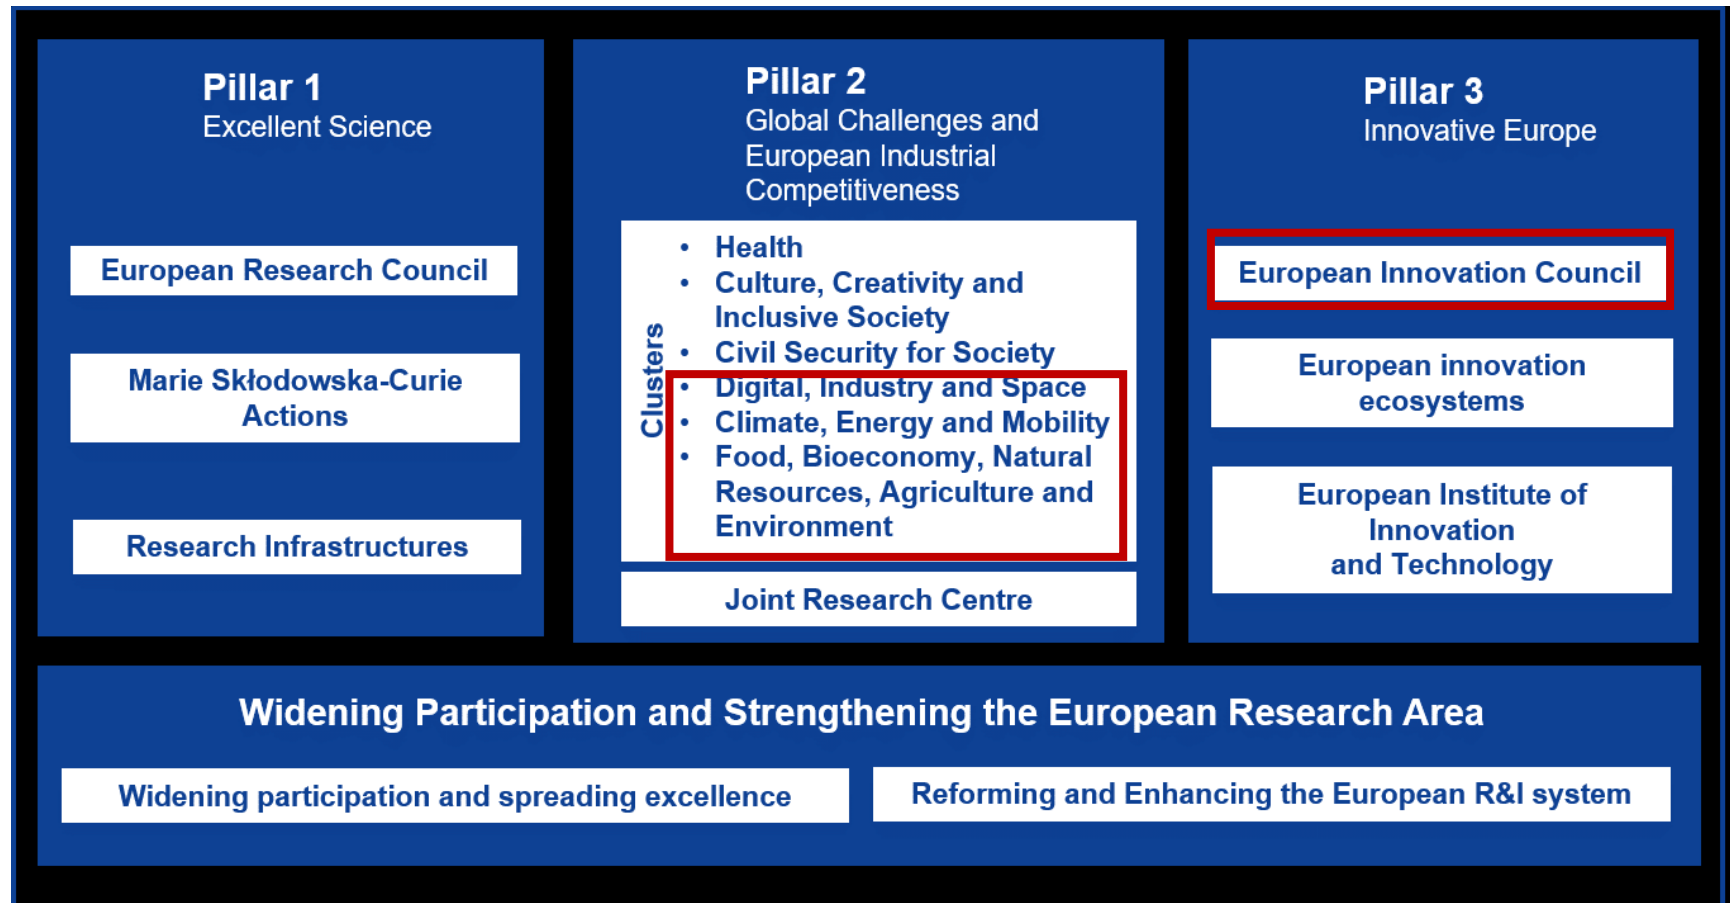 Pillar 1
Excellent Science
European Research Council
Marie Skłodowska-Curie
Actions
Research Infrastructures
Pillar 2
Global Challenges and
European Industrial
Competitiveness
Clusters
• Health
• Culture, Creativity and
Inclusive Society
• Civil Security for Society
• Digital, Industry and Space
• Climate, Energy and Mobility
• Food, Bioeconomy, Natural
Resources, Agriculture and
Environment
Joint Research Centre
Pillar 3
Innovative Europe
European Innovation Council
European innovation
ecosystems
European Institute of
Innovation
and Technology
Widening Participation and Strengthening the European Research Area
Widening participation and spreading excellence
Reforming and Enhancing the European R&I system